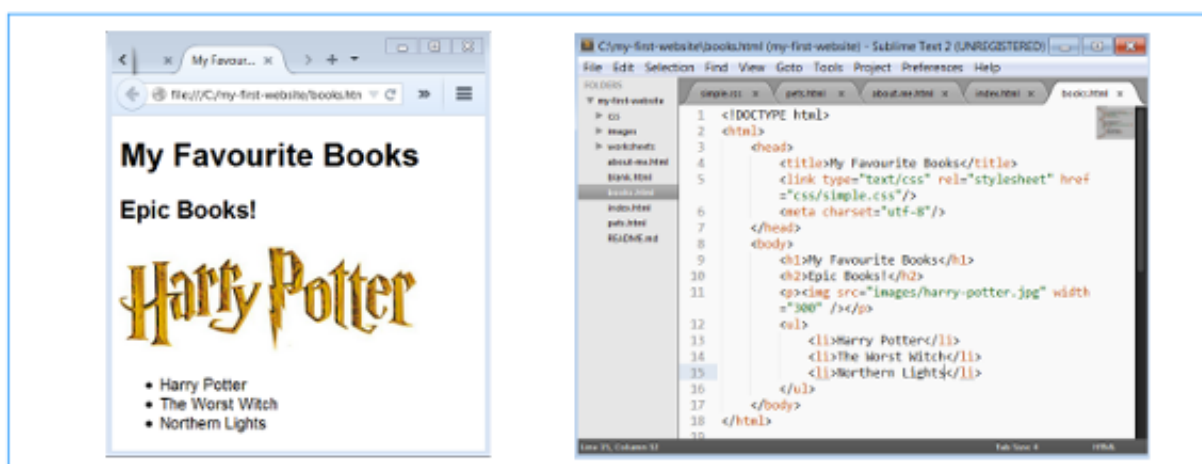 My Favour...
file:///C:/my-first-website/books.htm
My Favourite Books
Epic Books!
Harry Potter
• Harry Potter
• The Worst Witch
• Northern Lights
C:\my-first-website\books.html (my-first-website) - Sublime Text 2 (UNREGISTERED)
File Edit Selection Find View Goto Tools Project Preferences Help
FOLDERS
my-first-website
css
images
worksheets
about-me.html
blank.html
books.html
index.html
pets.html
README.md
simple.css pets.html about-me.html index.html books.html
1 <!DOCTYPE html>
2 <html>
3 <head>
4 <title>My Favourite Books</title>
5 <link type="text/css" rel="stylesheet" href
="css/simple.css"/>
6 <meta charset="utf-8"/>
7 </head>
8 <body>
9 <h1>My Favourite Books</h1>
10 <h2>Epic Books!</h2>
11 <p><img src="images/harry-potter.jpg" width
="300" /></p>
12 <ul>
13 <li>Harry Potter</li>
14 <li>The Worst Witch</li>
15 <li>Northern Lights</li>
16 </ul>
17 </body>
18 </html>
19
Tab Size: 4 HTML